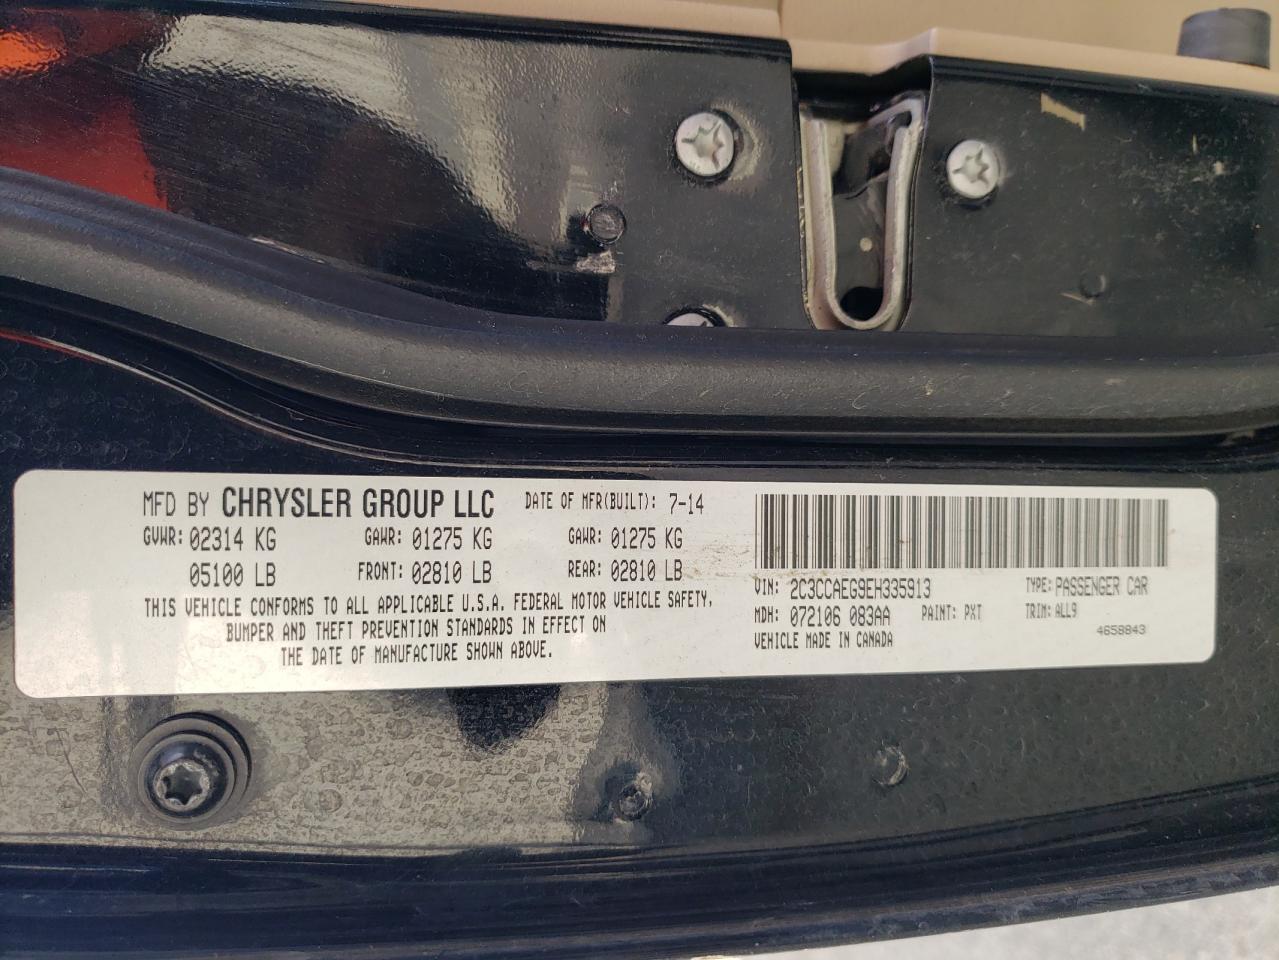 MFD BY CHRYSLER GROUP LLC DATE OF MFR(BUILT): 7-14
GVWR: 02314 KG GAWR: 01275 KG GAWR: 01275 KG
05100 LB FRONT: 02810 LB REAR: 02810 LB
THIS VEHICLE CONFORMS TO ALL APPLICABLE U.S.A. FEDERAL MOTOR VEHICLE SAFETY,
BUMPER AND THEFT PREVENTION STANDARDS IN EFFECT ON
THE DATE OF MANUFACTURE SHOWN ABOVE.
VIN: 2C3CCAEG9EH335913 TYPE: PASSENGER CAR
MDH: 072106 083AA PAINT: PXT TRIM: ALL9
VEHICLE MADE IN CANADA 4658843